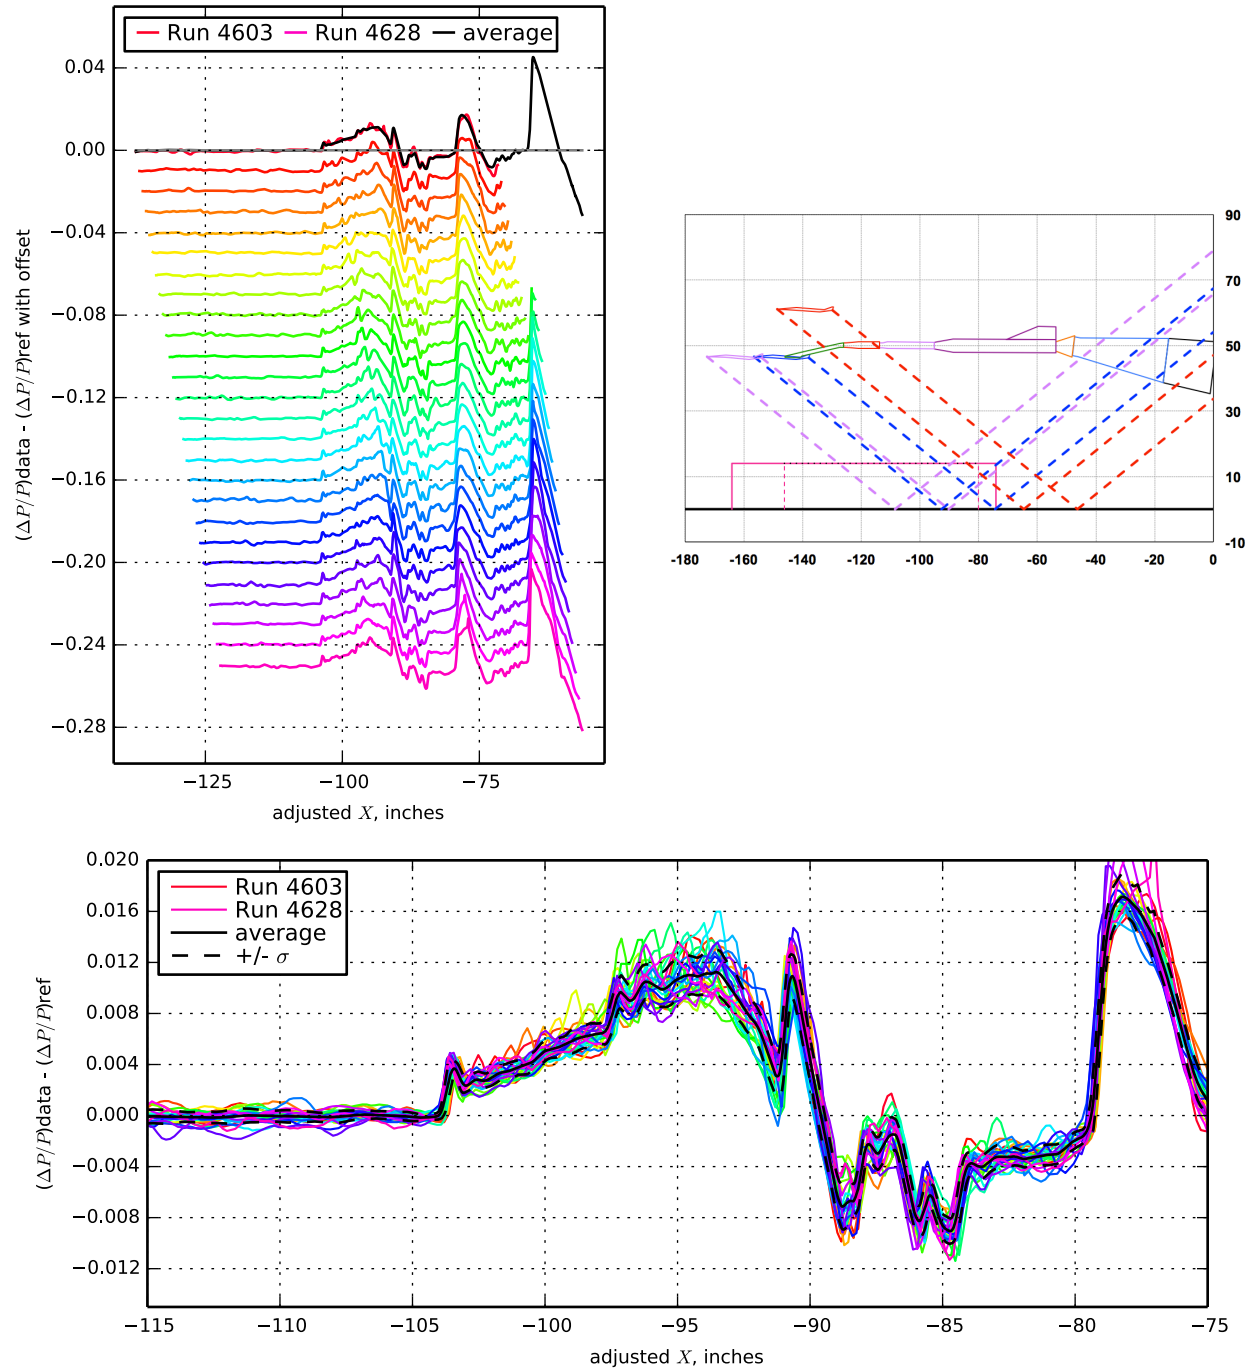 Run 4603 Run 4628 average
0.04
0.00
−0.04
−0.08
−0.12
−0.16
−0.20
−0.24
−0.28
(ΔP/P)data - (ΔP/P)ref with offset
−125 −100 −75
adjusted X, inches
90
70
50
30
10
-10
-180 -160 -140 -120 -100 -80 -60 -40 -20 0
0.020
0.016
0.012
0.008
0.004
0.000
−0.004
−0.008
−0.012
(ΔP/P)data - (ΔP/P)ref
Run 4603
Run 4628
average
+/- σ
−115 −110 −105 −100 −95 −90 −85 −80 −75
adjusted X, inches